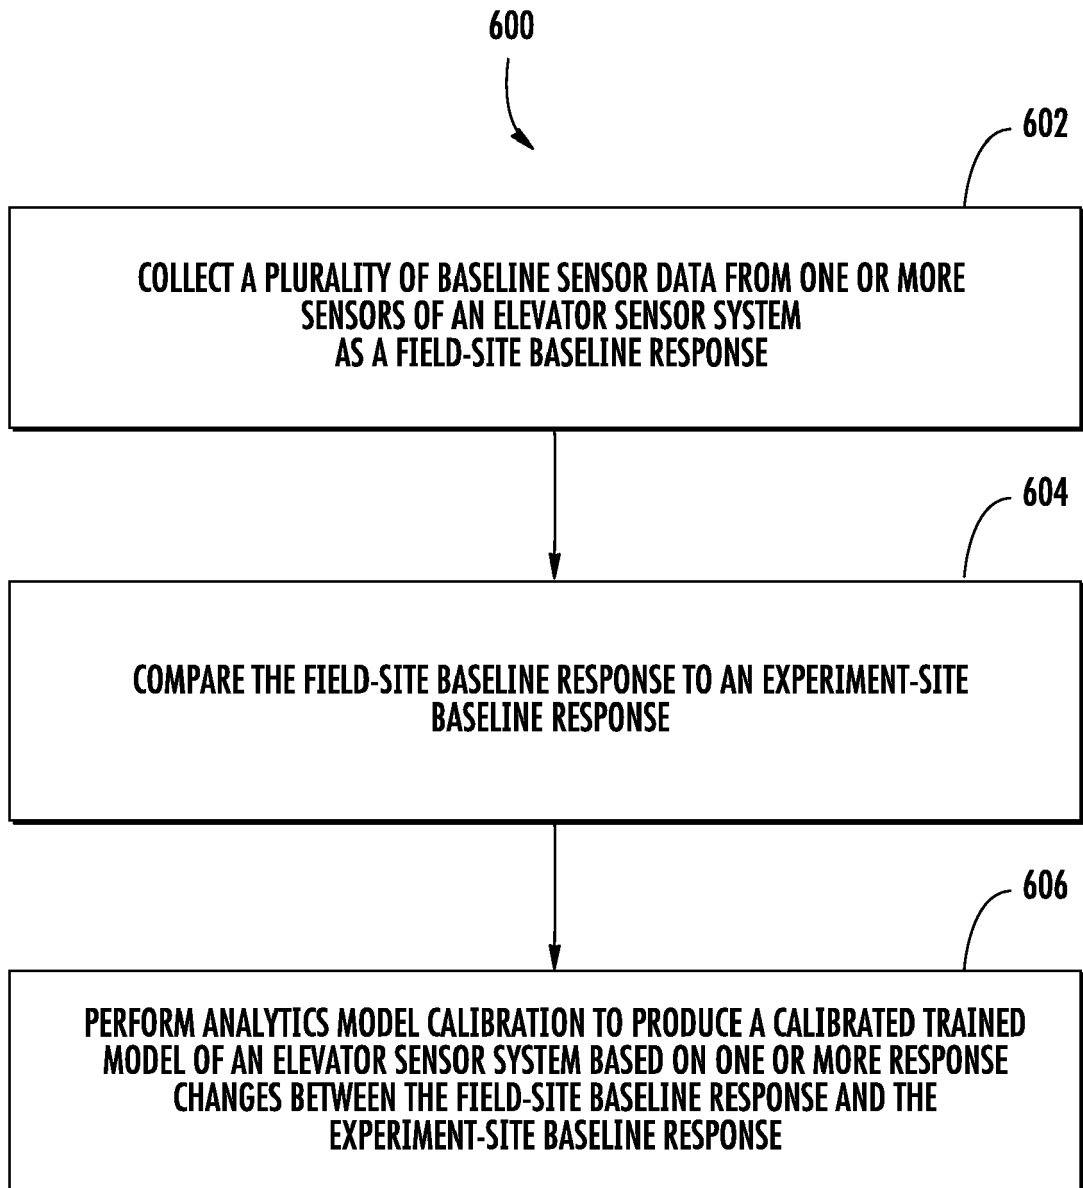 600
602
COLLECT A PLURALITY OF BASELINE SENSOR DATA FROM ONE OR MORE
SENSORS OF AN ELEVATOR SENSOR SYSTEM
AS A FIELD-SITE BASELINE RESPONSE
604
COMPARE THE FIELD-SITE BASELINE RESPONSE TO AN EXPERIMENT-SITE
BASELINE RESPONSE
606
PERFORM ANALYTICS MODEL CALIBRATION TO PRODUCE A CALIBRATED TRAINED
MODEL OF AN ELEVATOR SENSOR SYSTEM BASED ON ONE OR MORE RESPONSE
CHANGES BETWEEN THE FIELD-SITE BASELINE RESPONSE AND THE
EXPERIMENT-SITE BASELINE RESPONSE